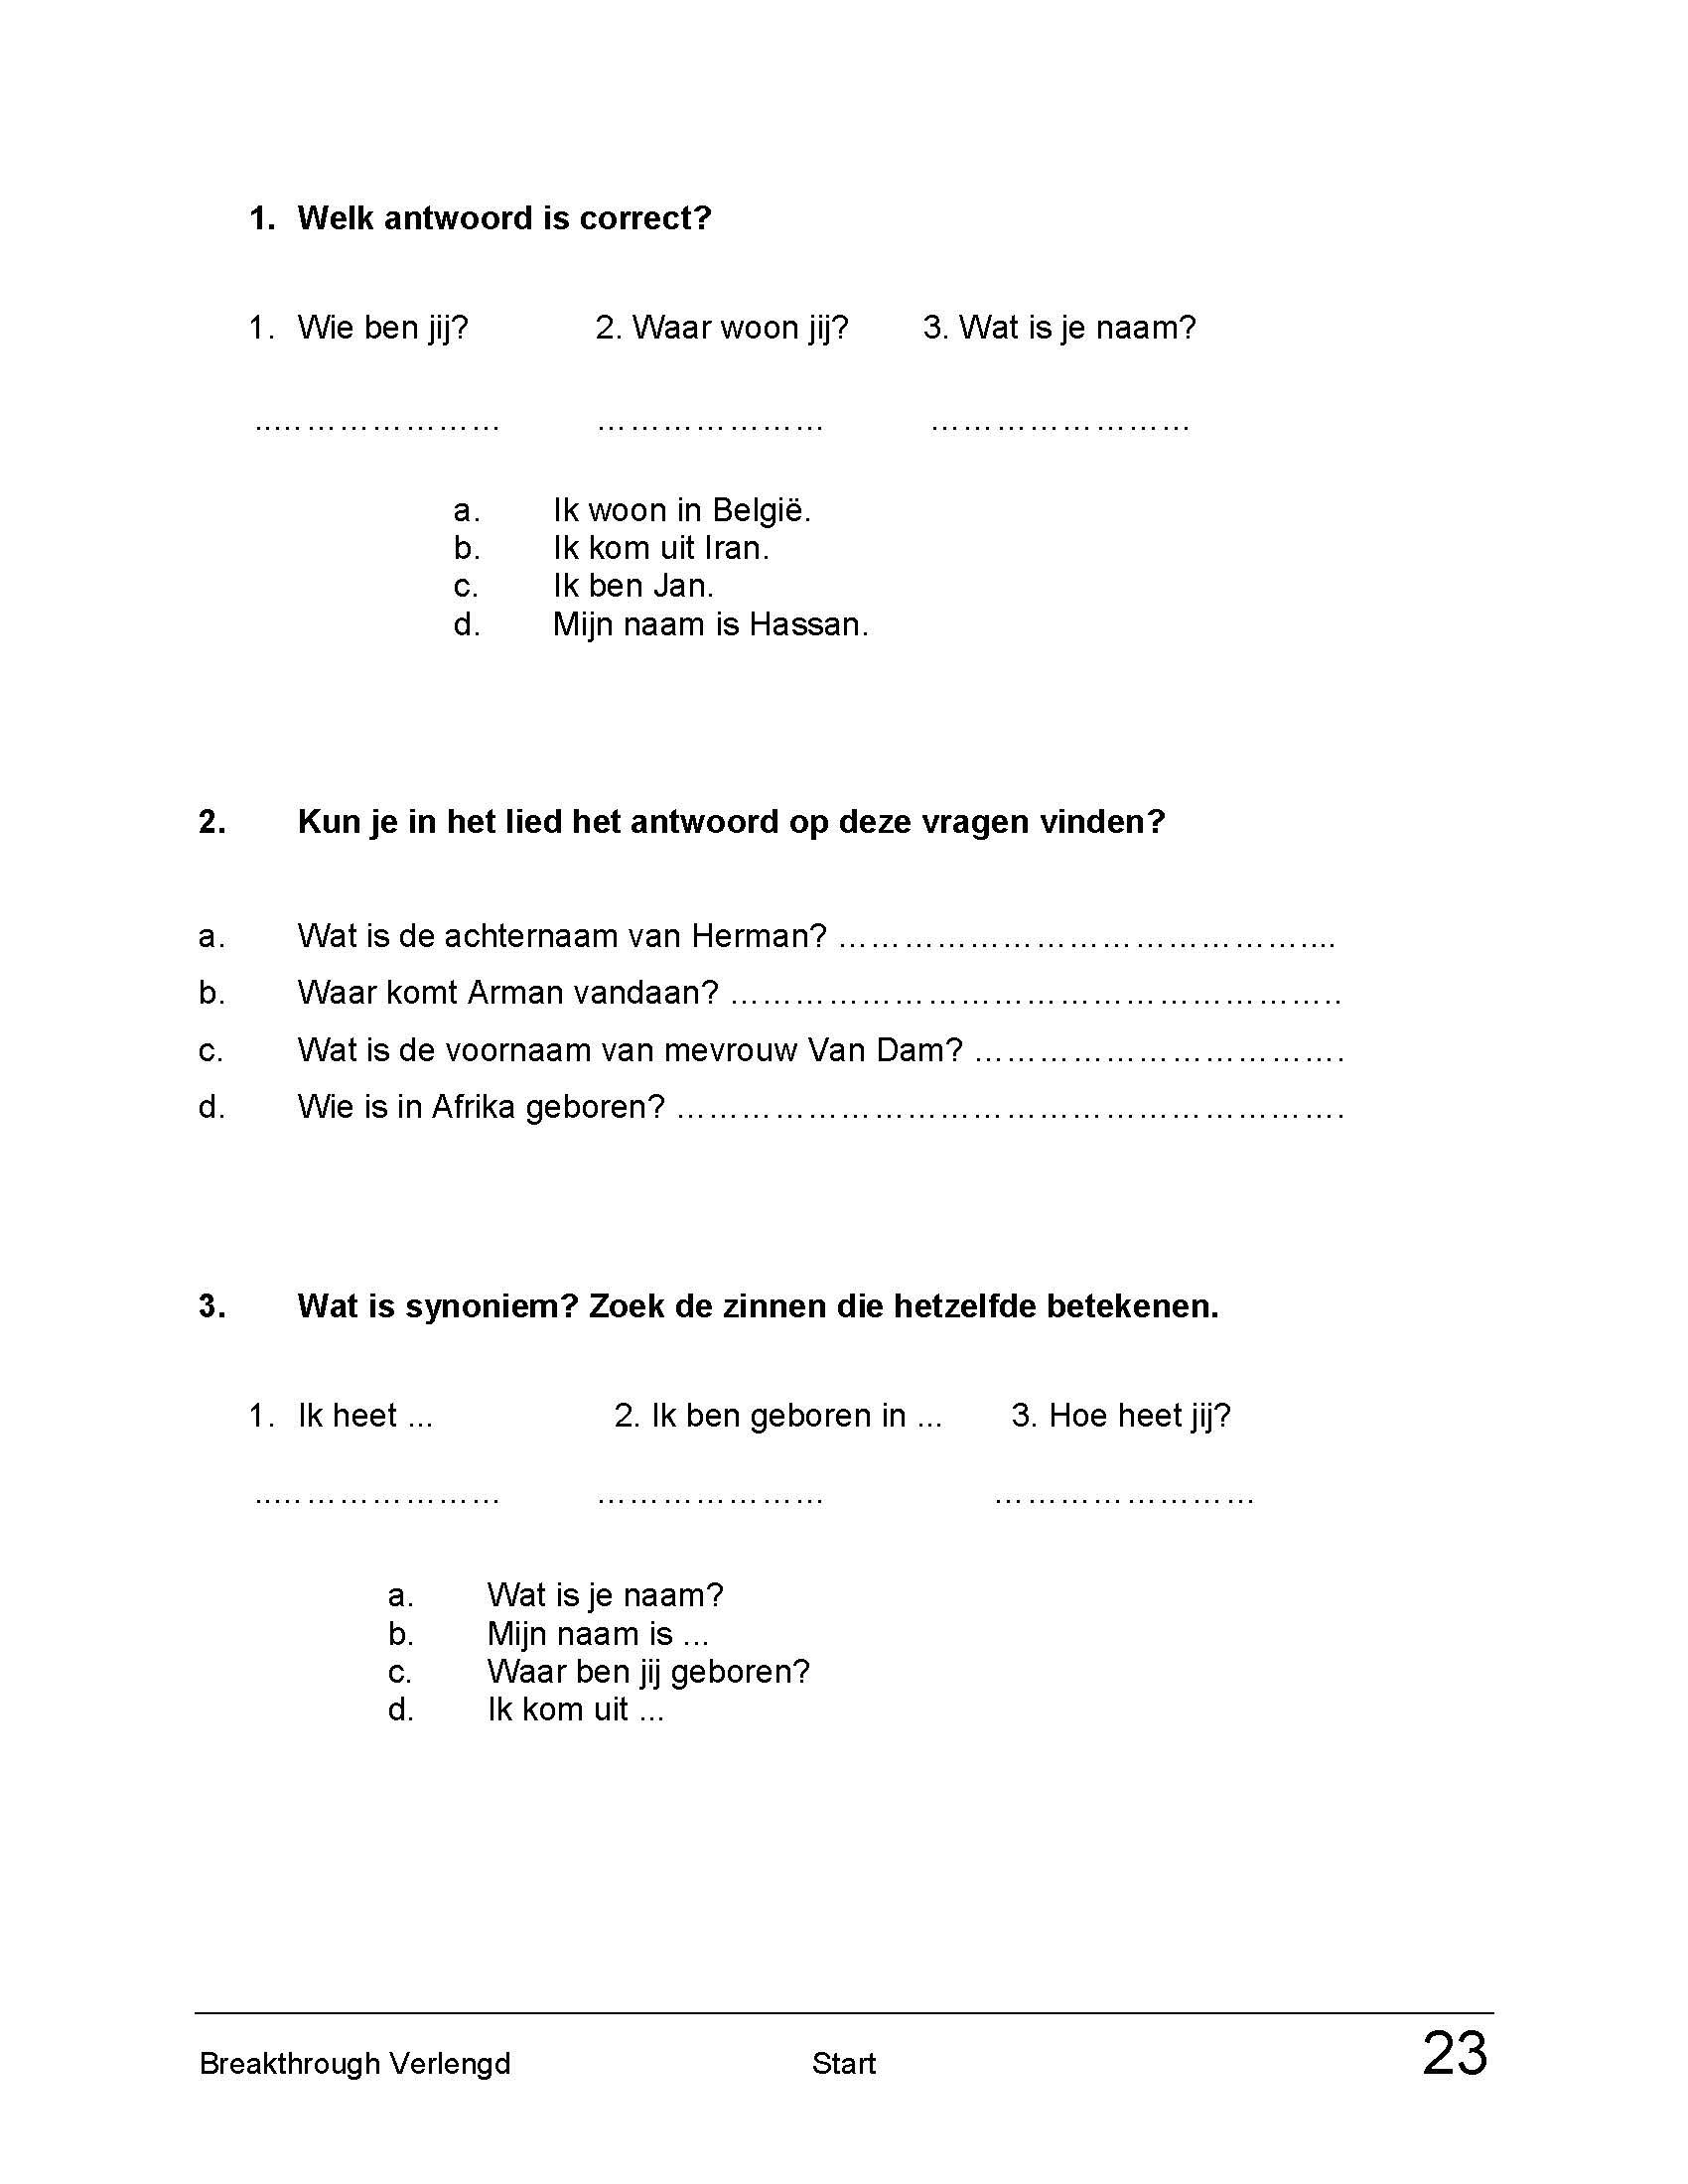 1. Welk antwoord is correct?
1. Wie ben jij? 2. Waar woon jij? 3. Wat is je naam?
..………………… ………………… ……………………
a. Ik woon in België.
b. Ik kom uit Iran.
c. Ik ben Jan.
d. Mijn naam is Hassan.
2. Kun je in het lied het antwoord op deze vragen vinden?
a. Wat is de achternaam van Herman? ……………………………………....
b. Waar komt Arman vandaan? ………………………………………………..
c. Wat is de voornaam van mevrouw Van Dam? …………………………….
d. Wie is in Afrika geboren? …………………………………………………….
3. Wat is synoniem? Zoek de zinnen die hetzelfde betekenen.
1. Ik heet ... 2. Ik ben geboren in ... 3. Hoe heet jij?
..………………… ………………… ……………………
a. Wat is je naam?
b. Mijn naam is ...
c. Waar ben jij geboren?
d. Ik kom uit ...
Breakthrough Verlengd Start 23